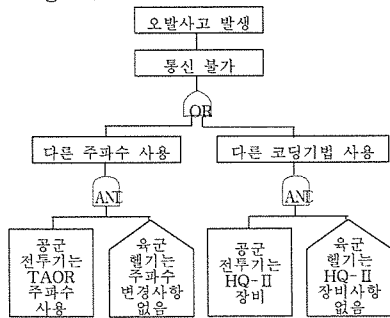 오발사고 발생
통신 불가
OR
다른 주파수 사용
다른 코딩기법 사용
AND
AND
공군
전투기는
TAOR
주파수
사용
육군
헬기는
주파수
변경사항
없음
공군
전투기는
HQ-II
장비
육군
헬기는
HQ-II
장비사항
없음